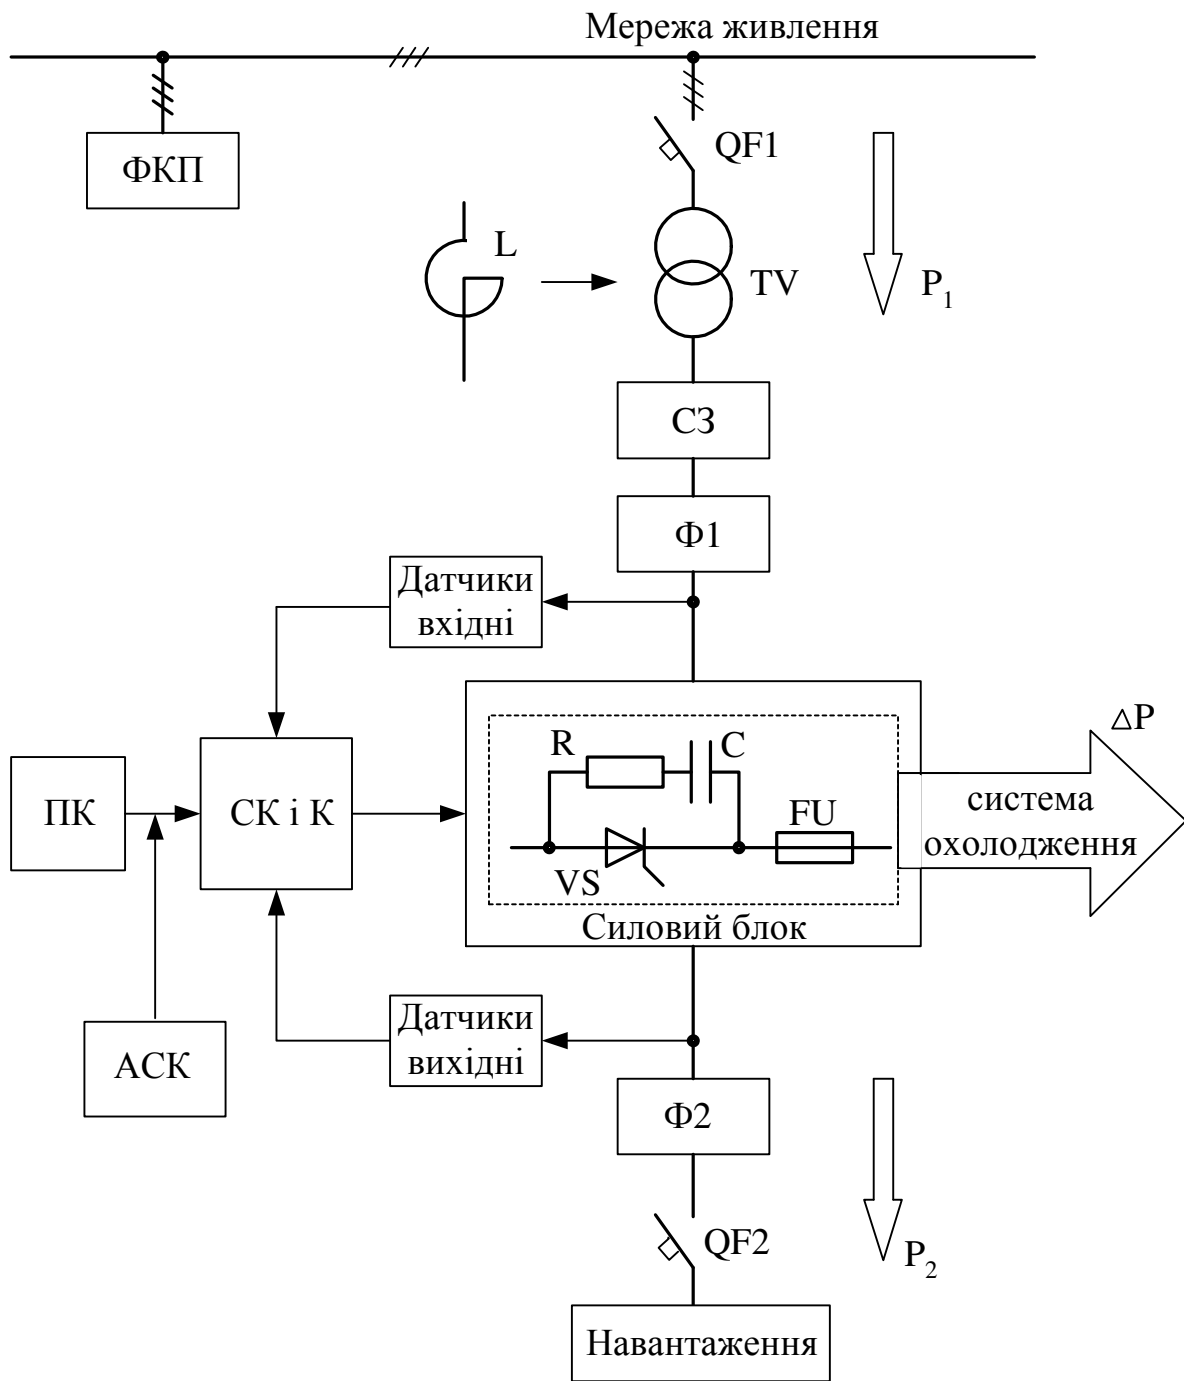 Мережа живлення
ФКП
QF1
L
TV
P1
СЗ
Ф1
Датчики
вхідні
ΔP
R
C
ПК
СК і К
FU
система
охолодження
VS
Силовий блок
Датчики
вихідні
АСК
Ф2
QF2
P2
Навантаження